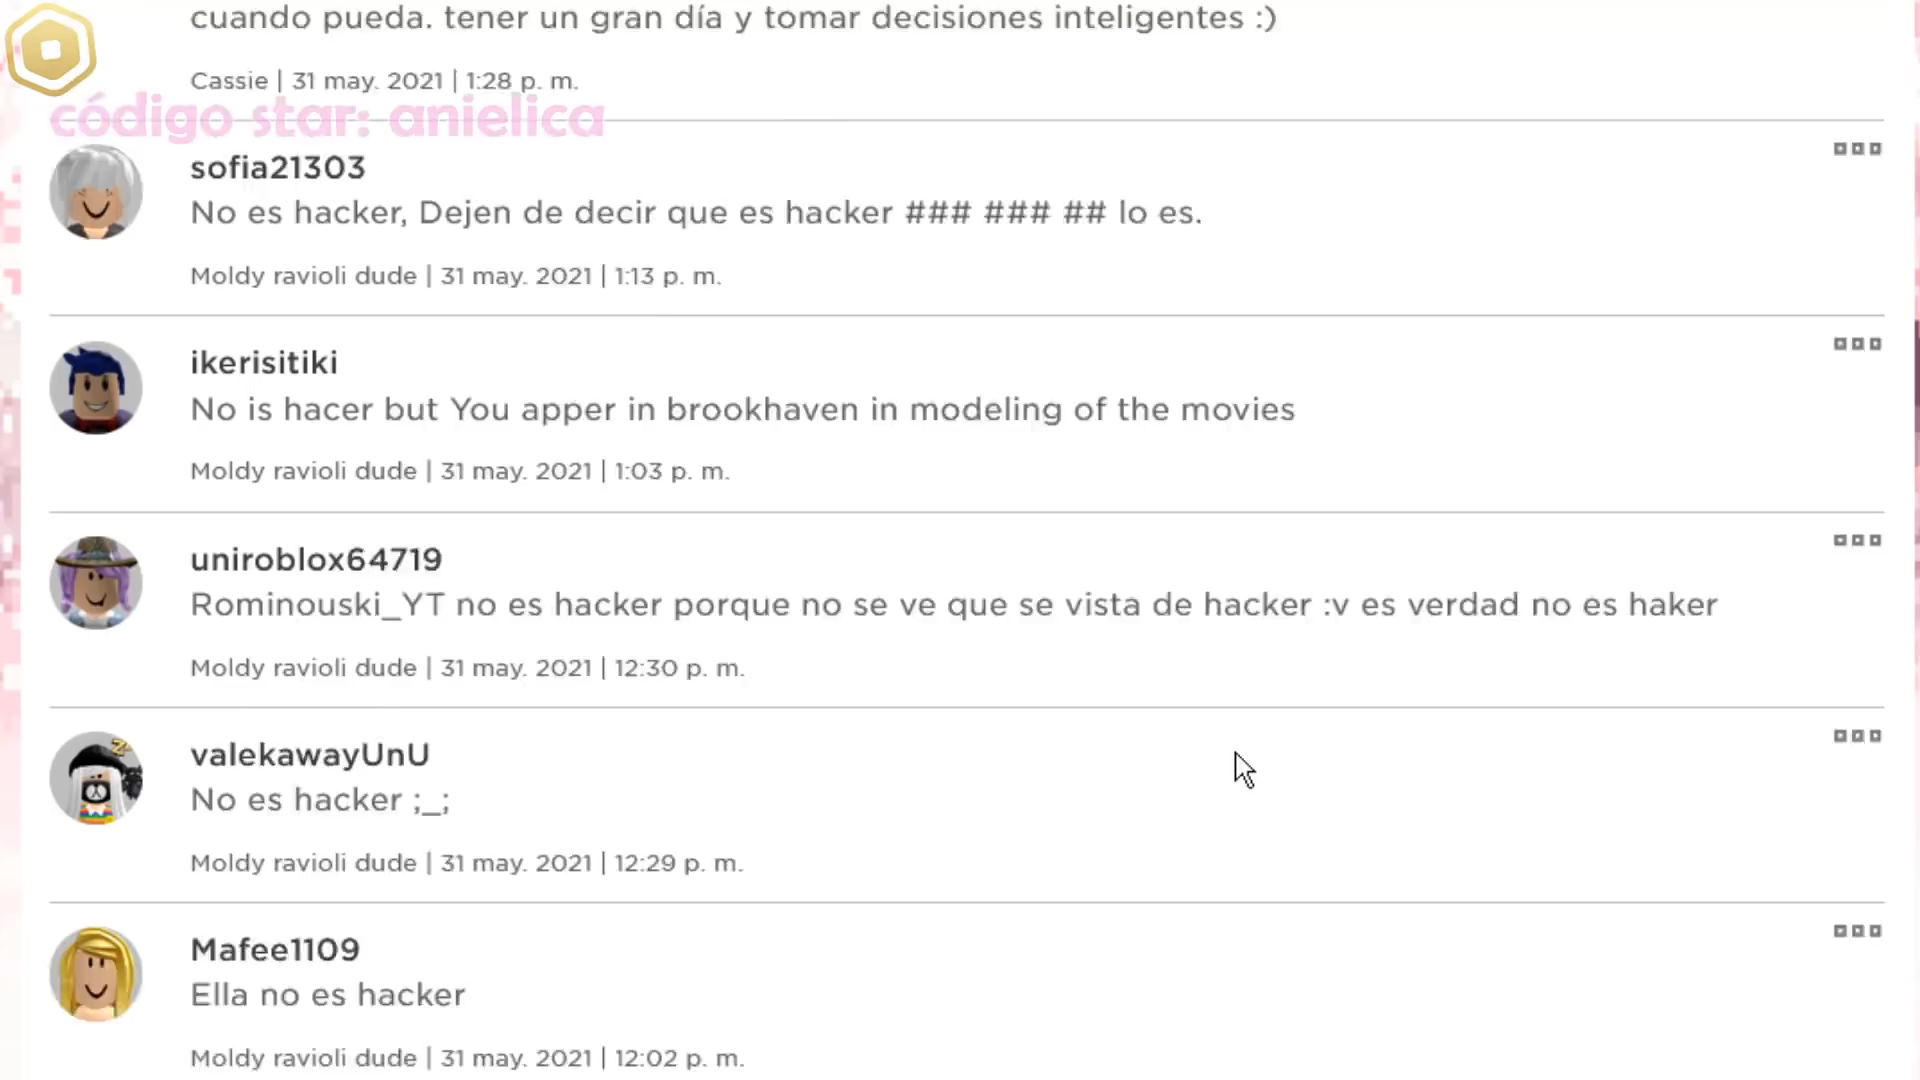 cuando pueda. tener un gran día y tomar decisiones inteligentes :)
Cassie | 31 may. 2021 | 1:28 p. m.
código star: anielica
sofia21303
No es hacker, Dejen de decir que es hacker ### ### ## lo es.
Moldy ravioli dude | 31 may. 2021 | 1:13 p. m.
ikerisitiki
No is hacer but You apper in brookhaven in modeling of the movies
Moldy ravioli dude | 31 may. 2021 | 1:03 p. m.
uniroblox64719
Rominouski_YT no es hacker porque no se ve que se vista de hacker :v es verdad no es haker
Moldy ravioli dude | 31 may. 2021 | 12:30 p. m.
valekawayUnU
No es hacker ;_;
Moldy ravioli dude | 31 may. 2021 | 12:29 p. m.
Mafee1109
Ella no es hacker
Moldy ravioli dude | 31 may. 2021 | 12:02 p. m.